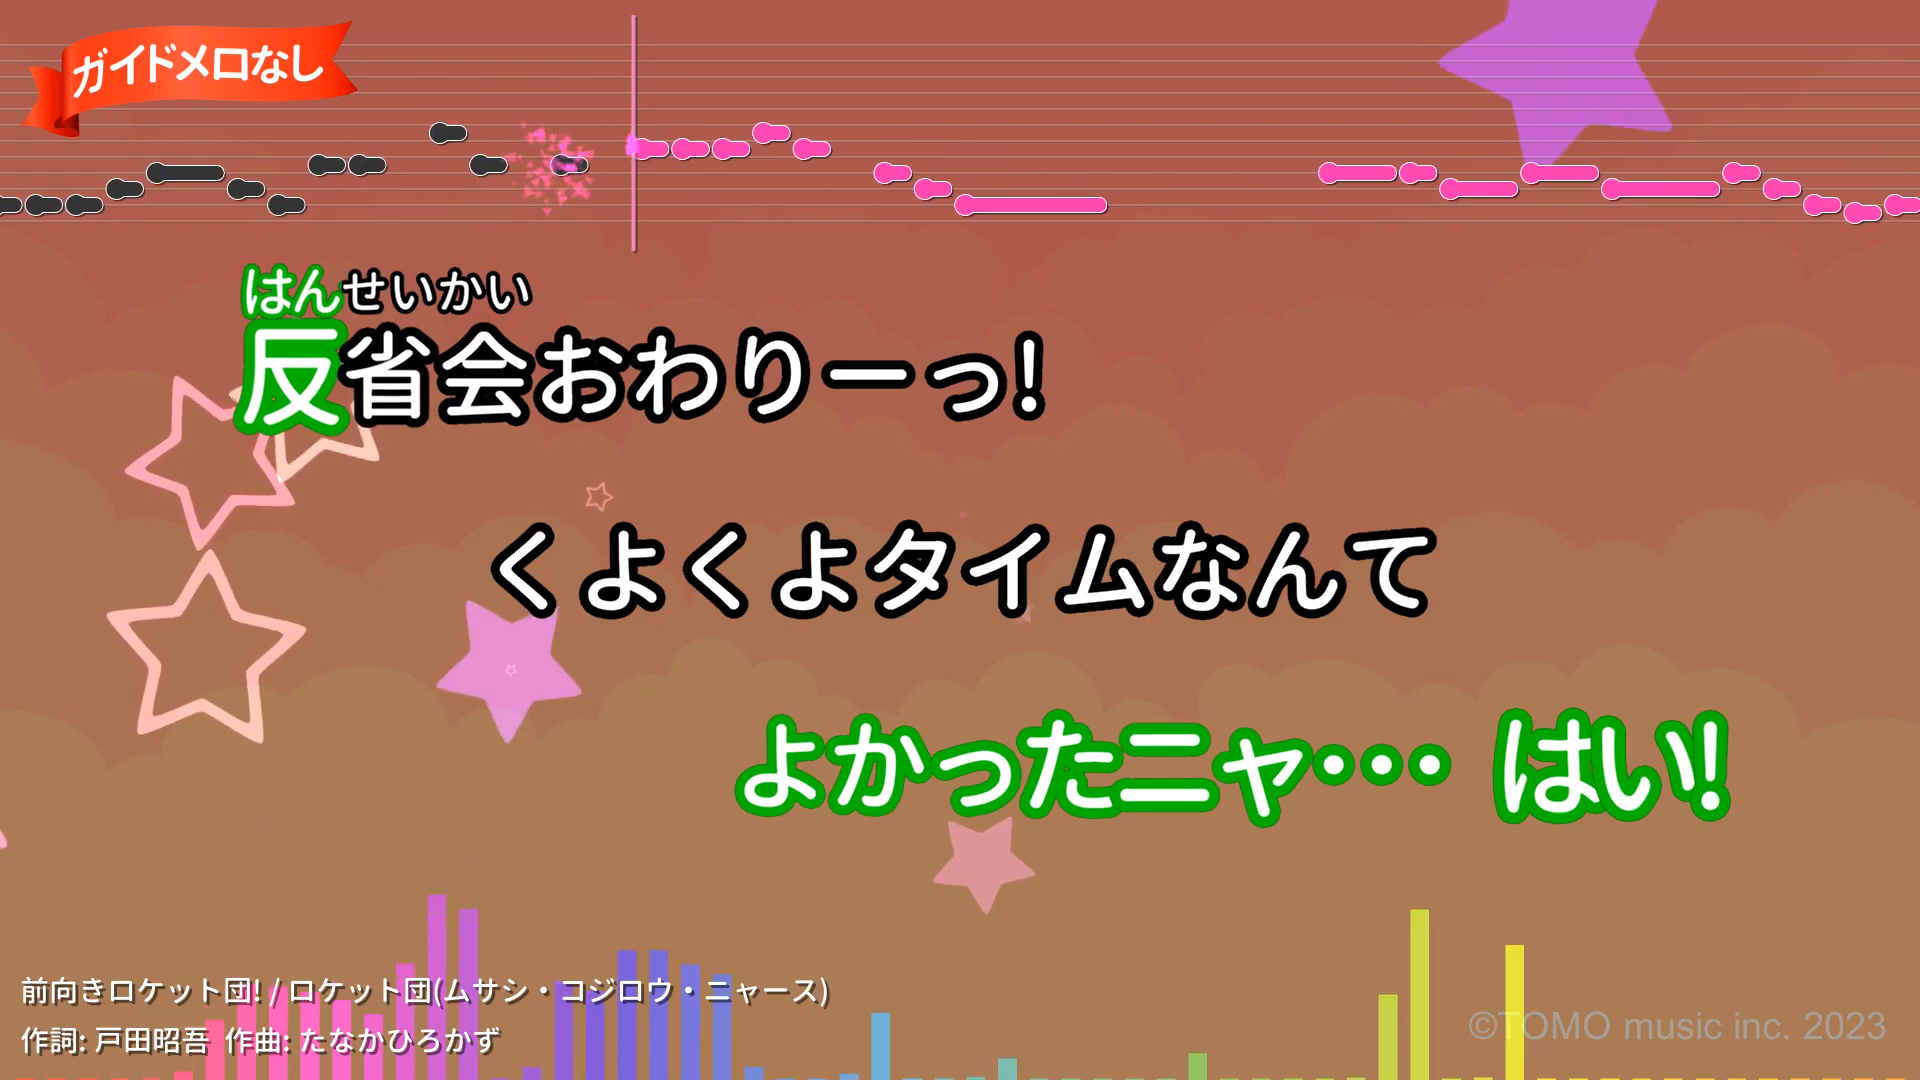 ガイドメロなし
はんせいかい
反省会おわりーっ!
くよくよタイムなんて
よかったニャ… はい!
前向きロケット団! / ロケット団(ムサシ・コジロウ・ニャース)
作詞: 戸田昭吾 作曲: たなかひろかず
©TOMO music inc. 2023